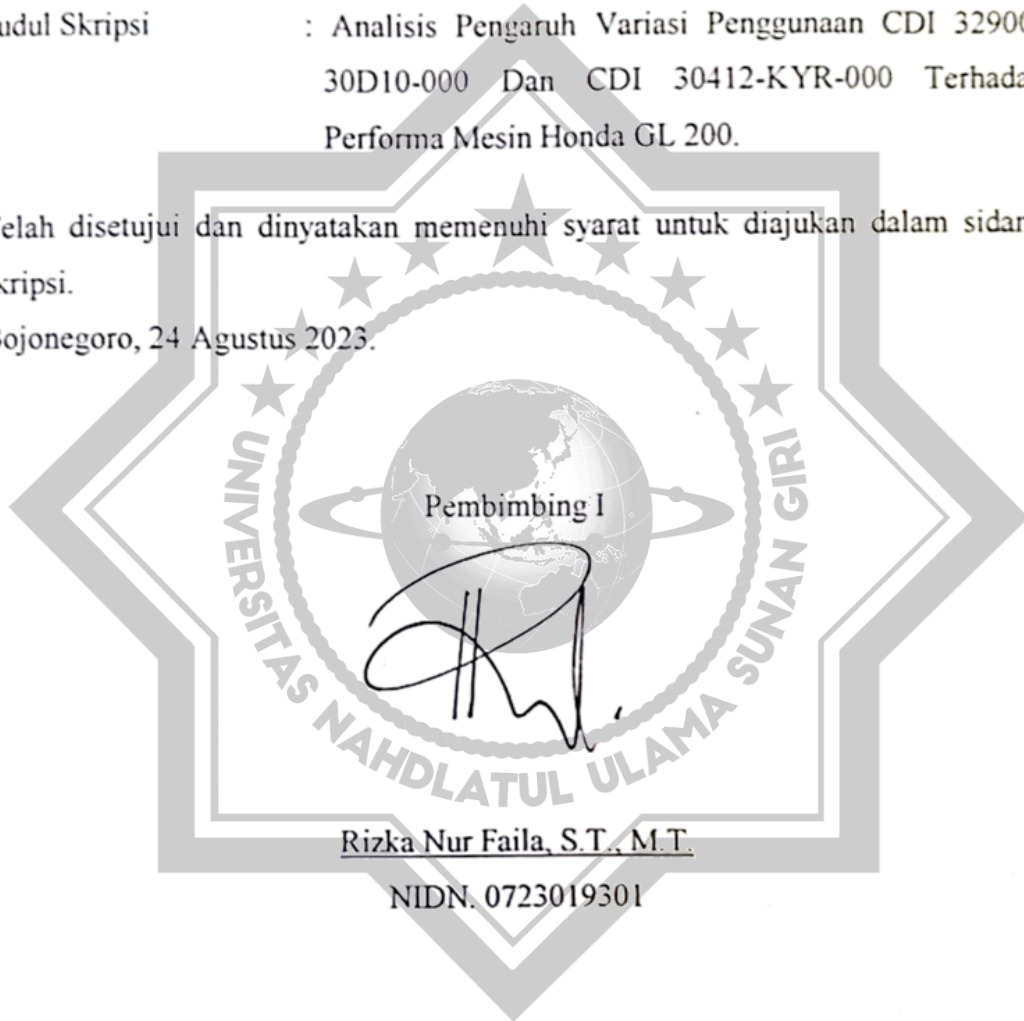 udul Skripsi : Analisis Pengaruh Variasi Penggunaan CDI 32900
30D10-000 Dan CDI 30412-KYR-000 Terhada
Performa Mesin Honda GL 200.
elah disetujui dan dinyatakan memenuhi syarat untuk diajukan dalam sidan
kripsi.
ojonegoro, 24 Agustus 2023.
Pembimbing I
UNIVERSITAS NAHDLATUL ULAMA SUNAN GIRI
Rizka Nur Faila, S.T., M.T.
NIDN. 0723019301